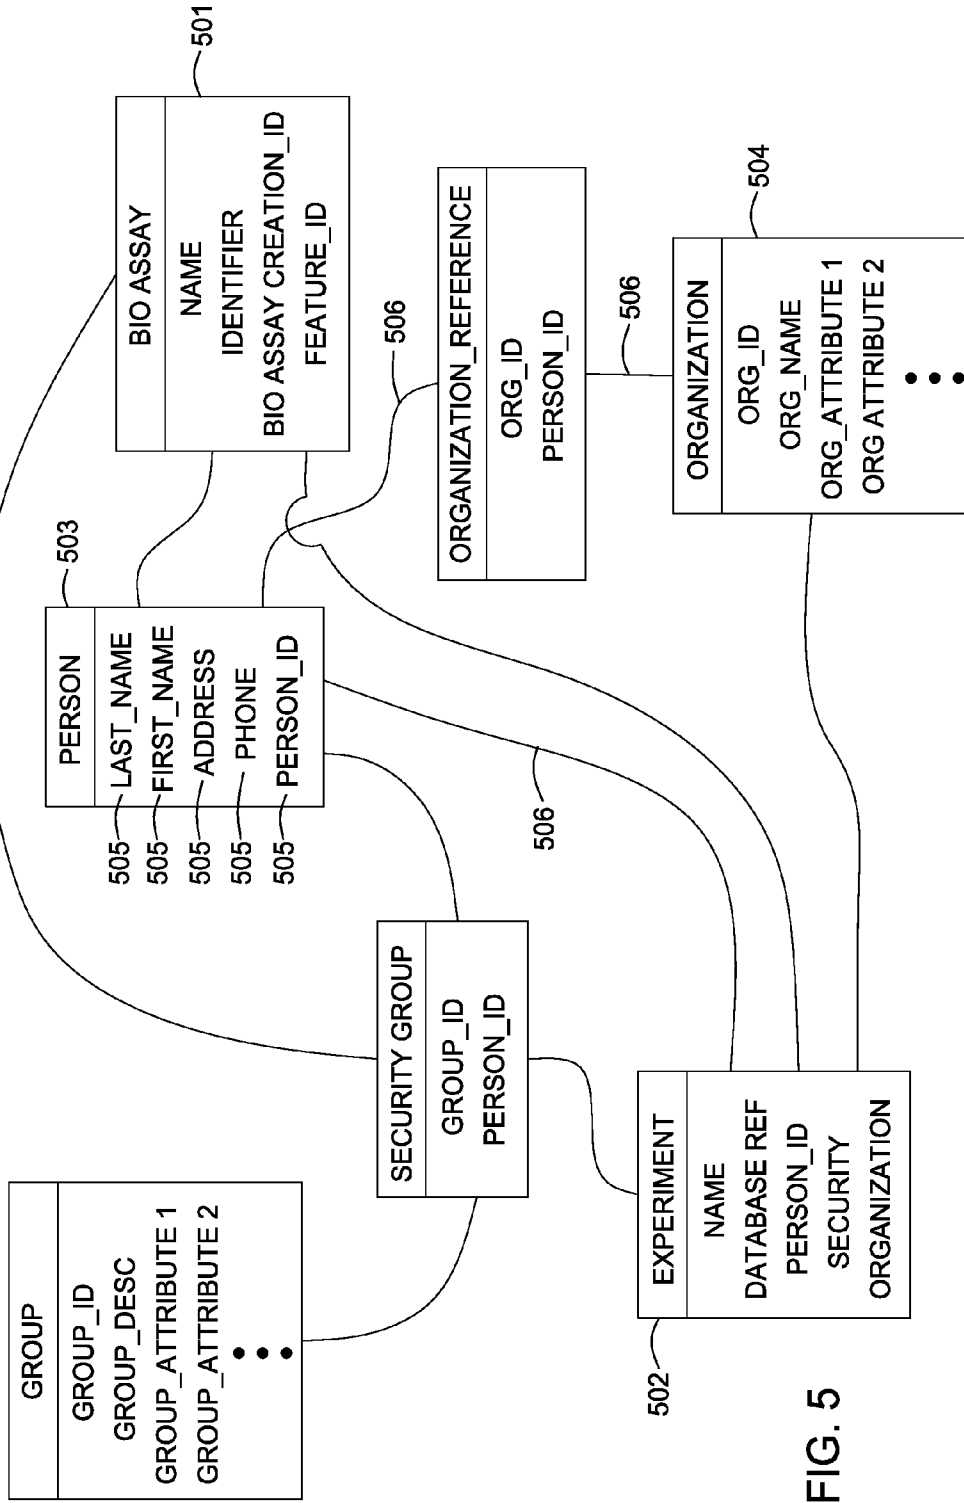 GROUP
GROUP_ID
GROUP_DESC
GROUP_ATTRIBUTE 1
GROUP_ATTRIBUTE 2
PERSON
503
505
LAST_NAME
505
FIRST_NAME
505
ADDRESS
505
PHONE
505
PERSON_ID
BIO ASSAY
501
NAME
IDENTIFIER
BIO ASSAY CREATION_ID
FEATURE_ID
506
SECURITY GROUP
GROUP_ID
PERSON_ID
ORGANIZATION_REFERENCE
ORG_ID
PERSON_ID
506
506
EXPERIMENT
502
NAME
DATABASE REF
PERSON_ID
SECURITY
ORGANIZATION
ORGANIZATION
504
ORG_ID
ORG_NAME
ORG_ATTRIBUTE 1
ORG ATTRIBUTE 2
FIG. 5